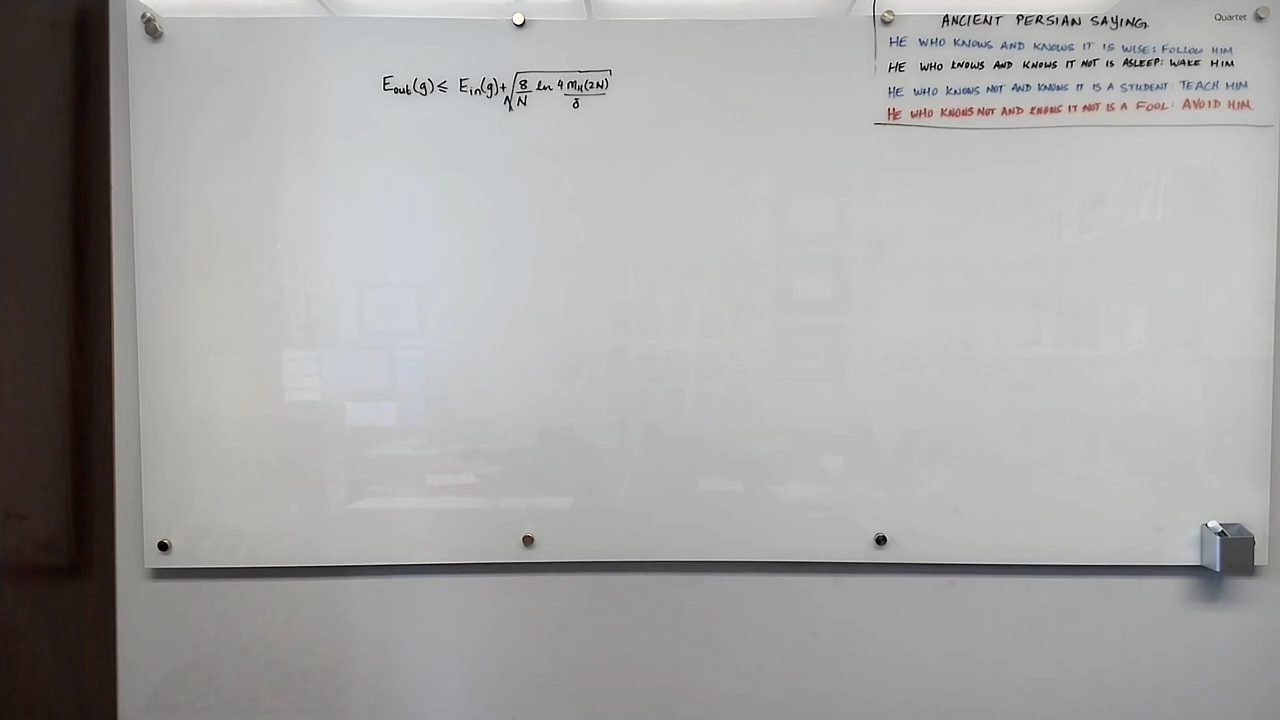 E_out(g) ≤ E_in(g) + √(8/N ln 4 m_H(2N)/δ)
ANCIENT PERSIAN SAYING
Quartet
HE WHO KNOWS AND KNOWS IT IS WISE: FOLLOW HIM
HE WHO KNOWS AND KNOWS IT NOT IS ASLEEP: WAKE HIM
HE WHO KNOWS NOT AND KNOWS IT IS A STUDENT: TEACH HIM
HE WHO KNOWS NOT AND KNOWS IT NOT IS A FOOL: AVOID HIM.